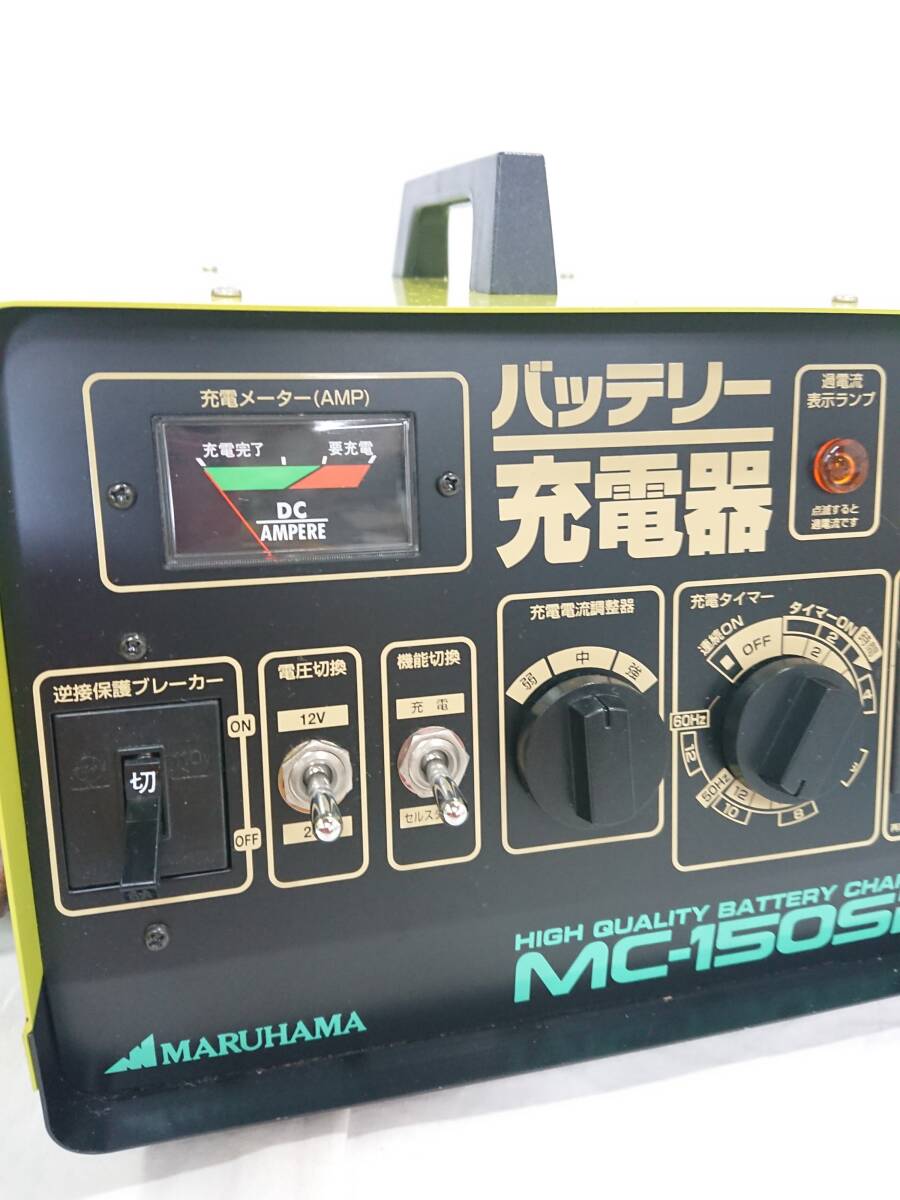 充電メーター(AMP)
充電完了
要充電
DC
AMPERE
バッテリー
充電器
過電流
表示ランプ
点滅すると
過電流です
逆接保護ブレーカー
ON
OFF
切
電圧切換
12V
機能切換
充電
充電電流調整器
弱 中 強
充電タイマー
連続ON
OFF
タイマーON
時間
2
2
4
60Hz
12
50Hz
12
10
8
HIGH QUALITY BATTERY
MC-150
MARUHAMA